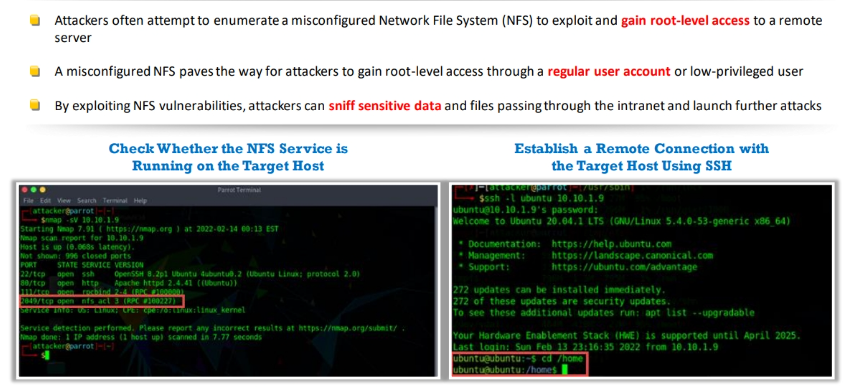 Attackers often attempt to enumerate a misconfigured Network File System (NFS) to exploit and gain root-level access to a remote
server
A misconfigured NFS paves the way for attackers to gain root-level access through a regular user account or low-privileged user
By exploiting NFS vulnerabilities, attackers can sniff sensitive data and files passing through the intranet and launch further attacks
Check Whether the NFS Service is
Running on the Target Host
Parrot Terminal
File Edit View Search Terminal Help
[attacker@parrot]-[~]
$nmap -sV 10.10.1.9
Starting Nmap 7.91 ( https://nmap.org ) at 2022-02-14 00:13 EST
Nmap scan report for 10.10.1.9
Host is up (0.060s latency).
Not shown: 996 closed ports
PORT STATE SERVICE VERSION
22/tcp open ssh OpenSSH 8.2p1 Ubuntu 4ubuntu0.2 (Ubuntu Linux; protocol 2.0)
80/tcp open http Apache httpd 2.4.41 ((Ubuntu))
111/tcp open rpcbind 2-4 (RPC #100000)
2049/tcp open nfs_acl 3 (RPC #100227)
Service Info: OS: Linux; CPE: cpe:/o:linux:linux_kernel
Service detection performed. Please report any incorrect results at https://nmap.org/submit/ .
Nmap done: 1 IP address (1 host up) scanned in 7.77 seconds
[attacker@parrot]-[~]
$
Establish a Remote Connection with
the Target Host Using SSH
[x]-[attacker@parrot]-[/usr/sbin]
$ssh -l ubuntu 10.10.1.9
ubuntu@10.10.1.9's password:
Welcome to Ubuntu 20.04.1 LTS (GNU/Linux 5.4.0-53-generic x86_64)
* Documentation: https://help.ubuntu.com
* Management: https://landscape.canonical.com
* Support: https://ubuntu.com/advantage
272 updates can be installed immediately.
272 of these updates are security updates.
To see these additional updates run: apt list --upgradable
Your Hardware Enablement Stack (HWE) is supported until April 2025.
Last login: Sun Feb 13 23:16:35 2022 from 10.10.1.9
ubuntu@ubuntu:~$ cd /home
ubuntu@ubuntu:/home$